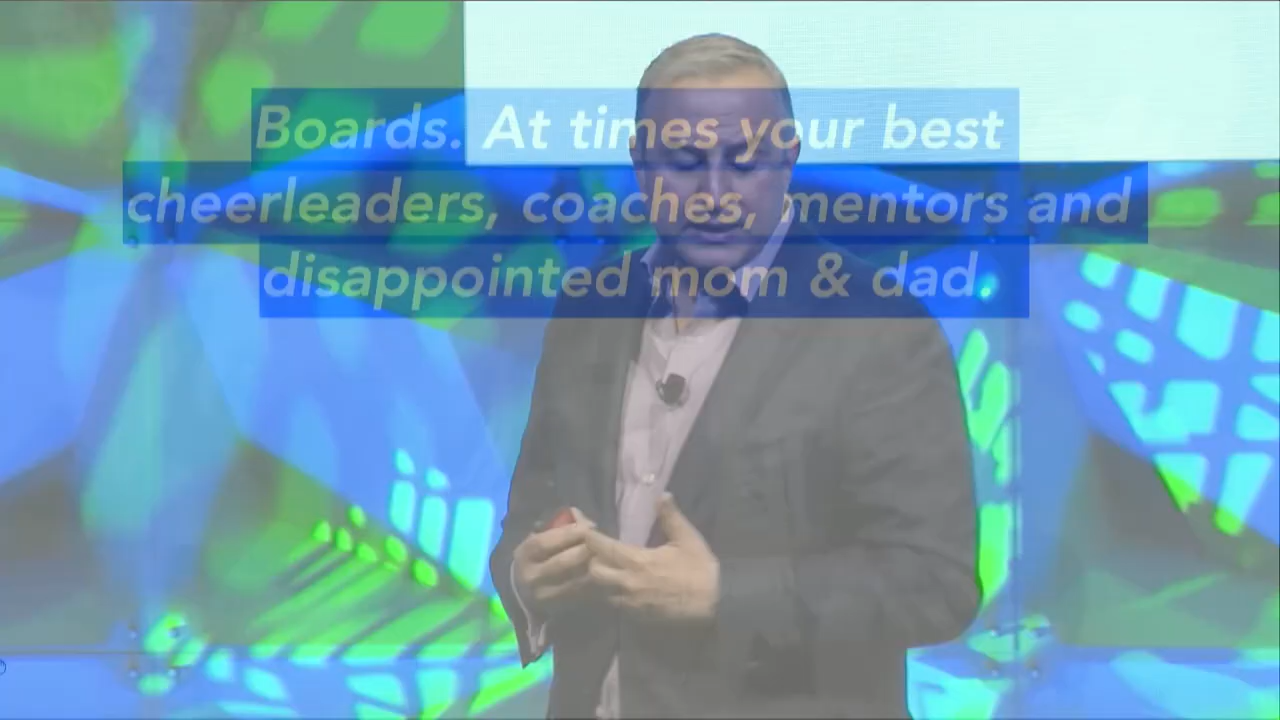 Boards. At times your best
cheerleaders, coaches, mentors and
disappointed mom & dad